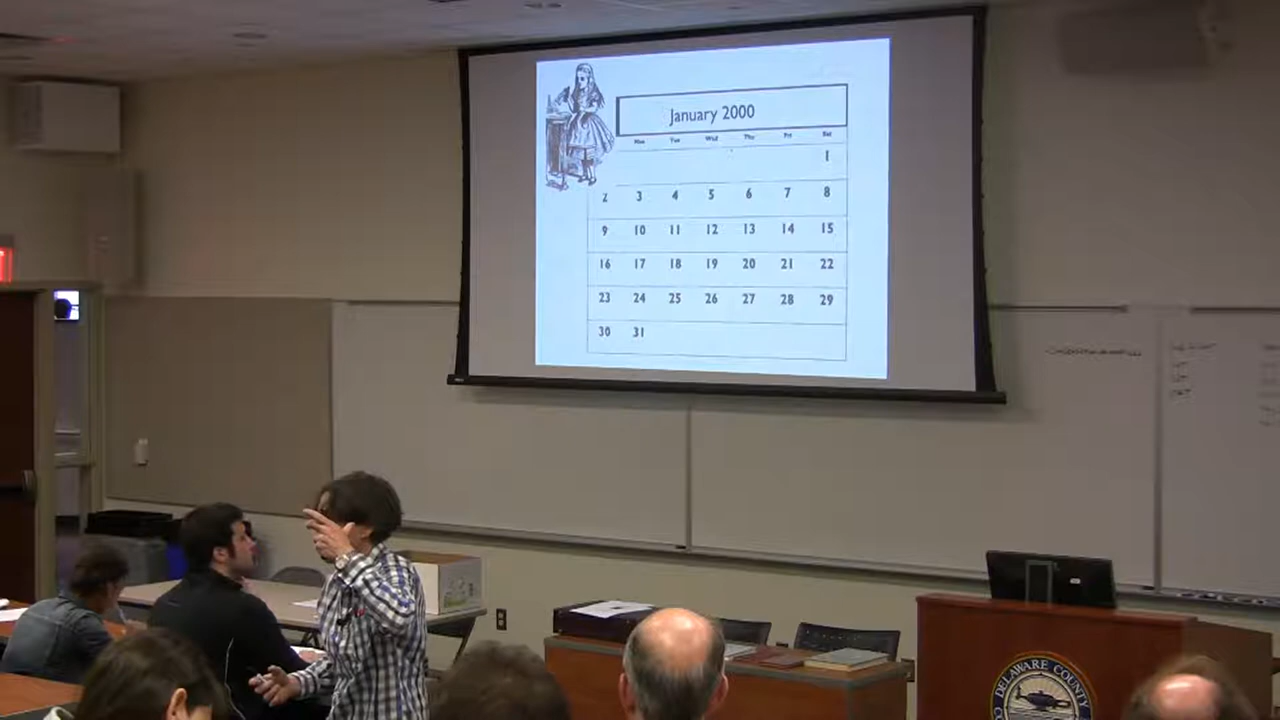 January 2000
Mon Tue Wed Thu Fri Sat
1
2 3 4 5 6 7 8
9 10 11 12 13 14 15
16 17 18 19 20 21 22
23 24 25 26 27 28 29
30 31
DELAWARE COUNTY